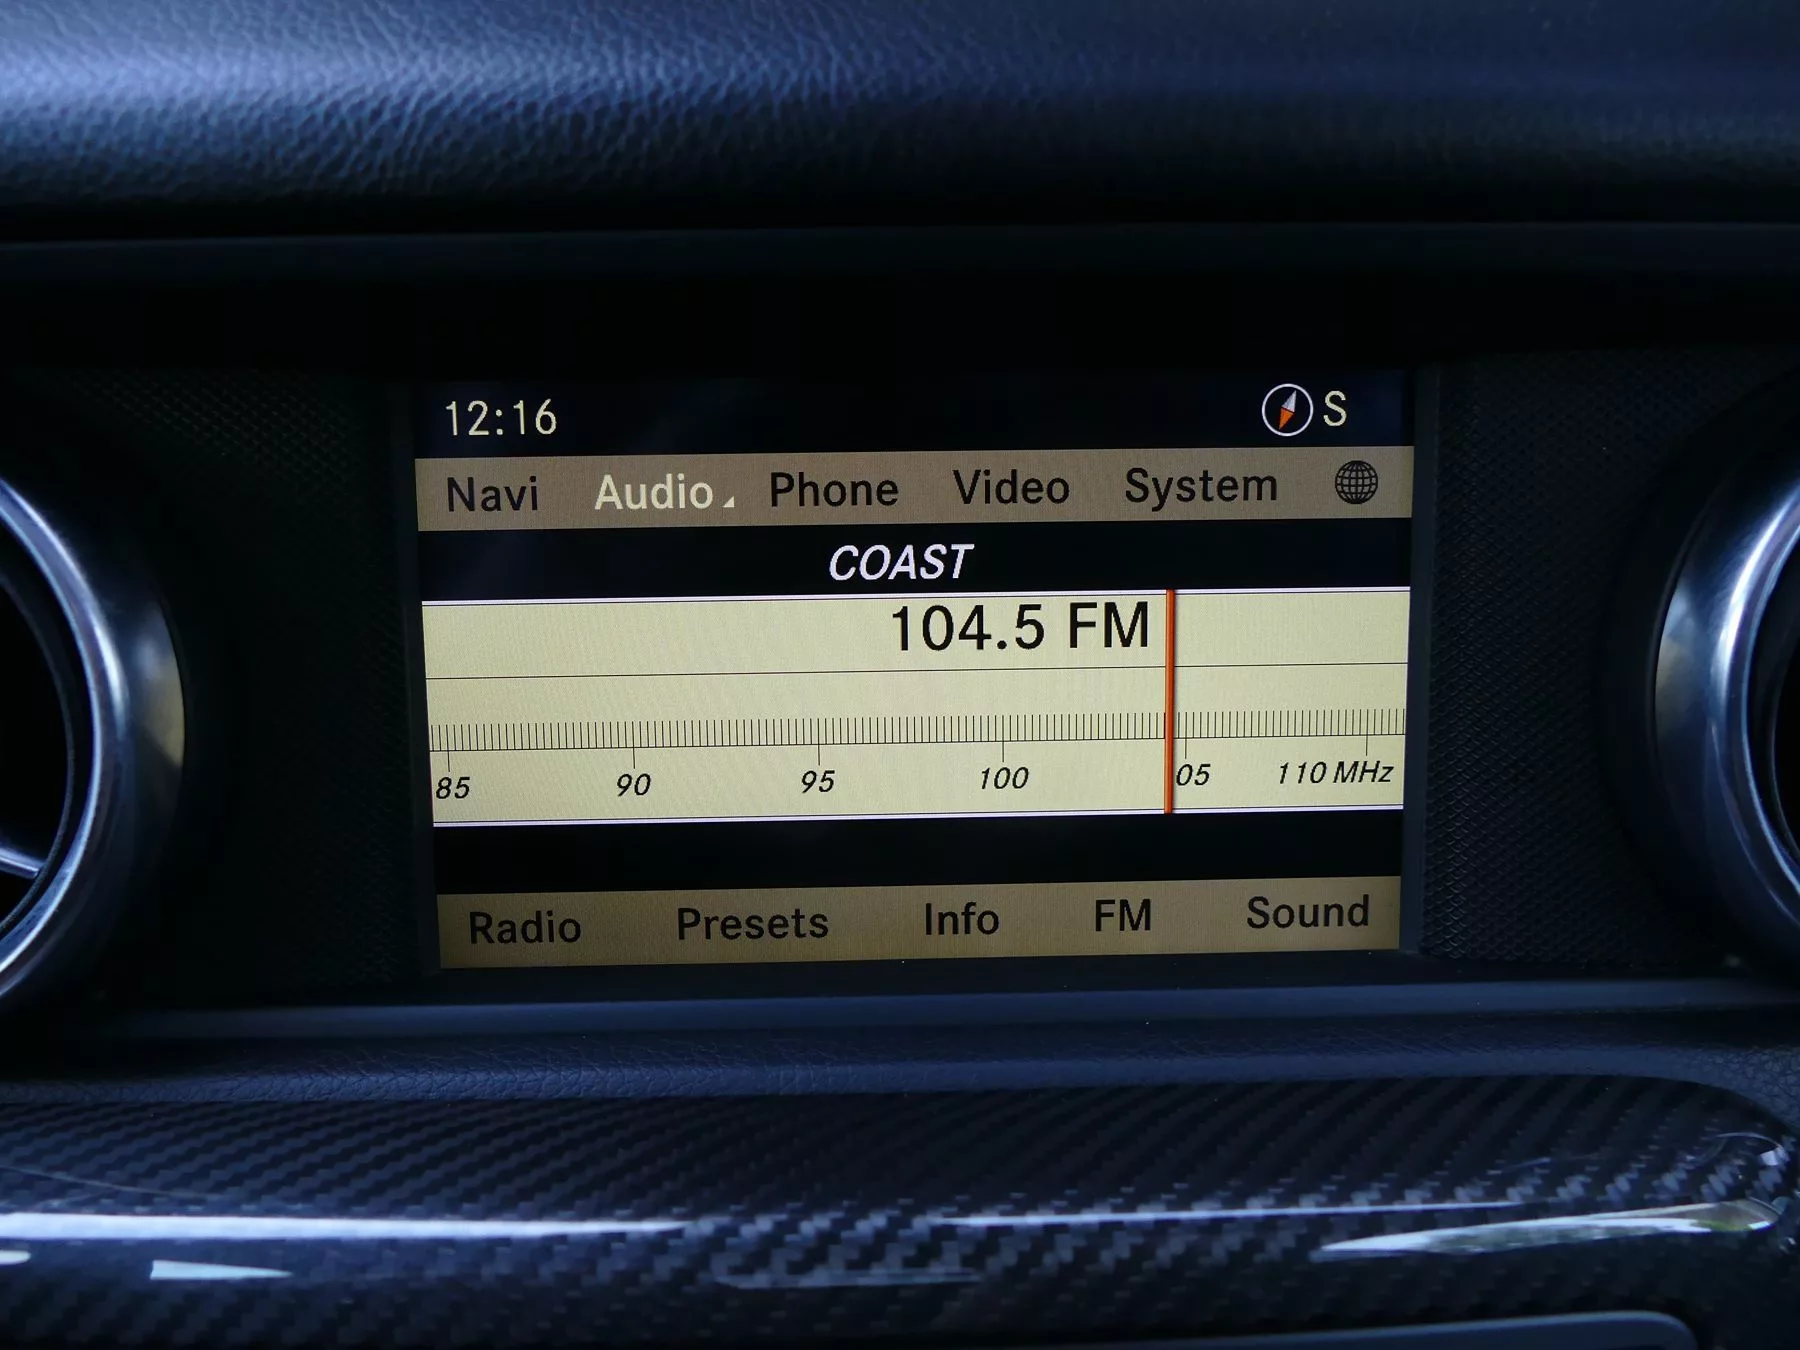 12:16 S
Navi Audio Phone Video System
COAST
104.5 FM
85 90 95 100 05 110 MHz
Radio Presets Info FM Sound